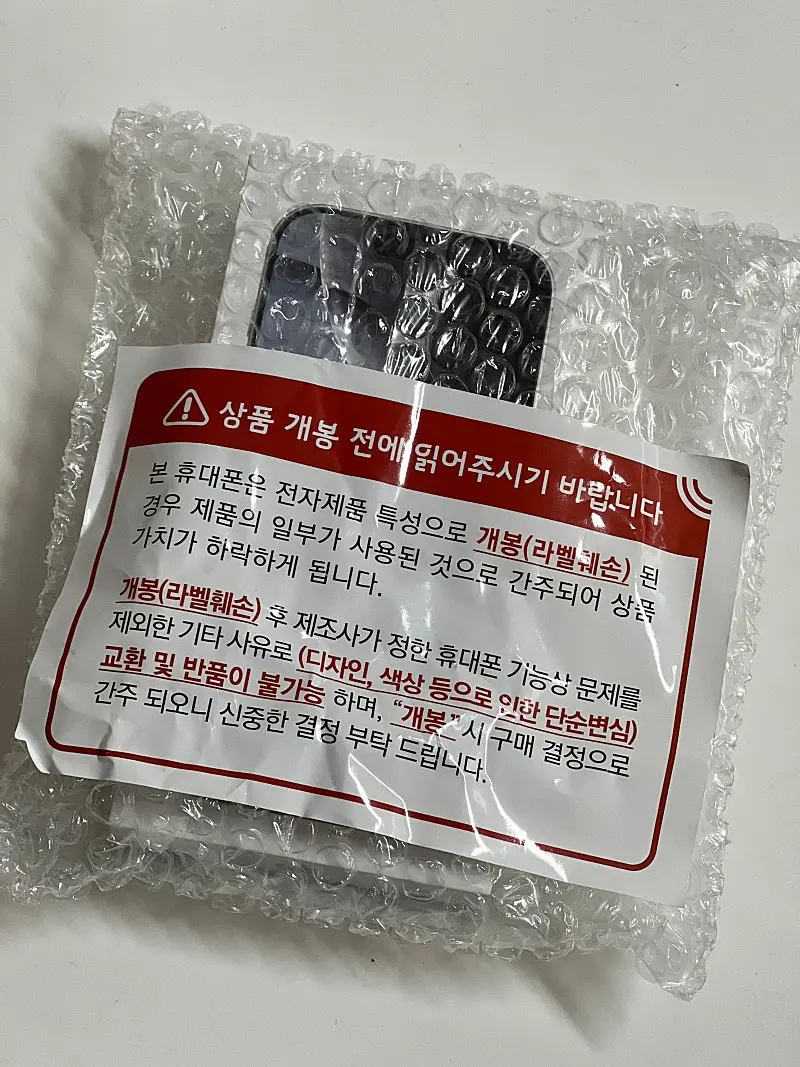 상품 개봉 전에 읽어주시기 바랍니다
본 휴대폰은 전자제품 특성으로 개봉(라벨훼손) 된
경우 제품의 일부가 사용된 것으로 간주되어 상품
가치가 하락하게 됩니다.
개봉(라벨훼손) 후 제조사가 정한 휴대폰 기능상 문제를
제외한 기타 사유로 (디자인, 색상 등으로 인한 단순변심)
교환 및 반품이 불가능 하며, “개봉” 시 구매 결정으로
간주 되오니 신중한 결정 부탁 드립니다.